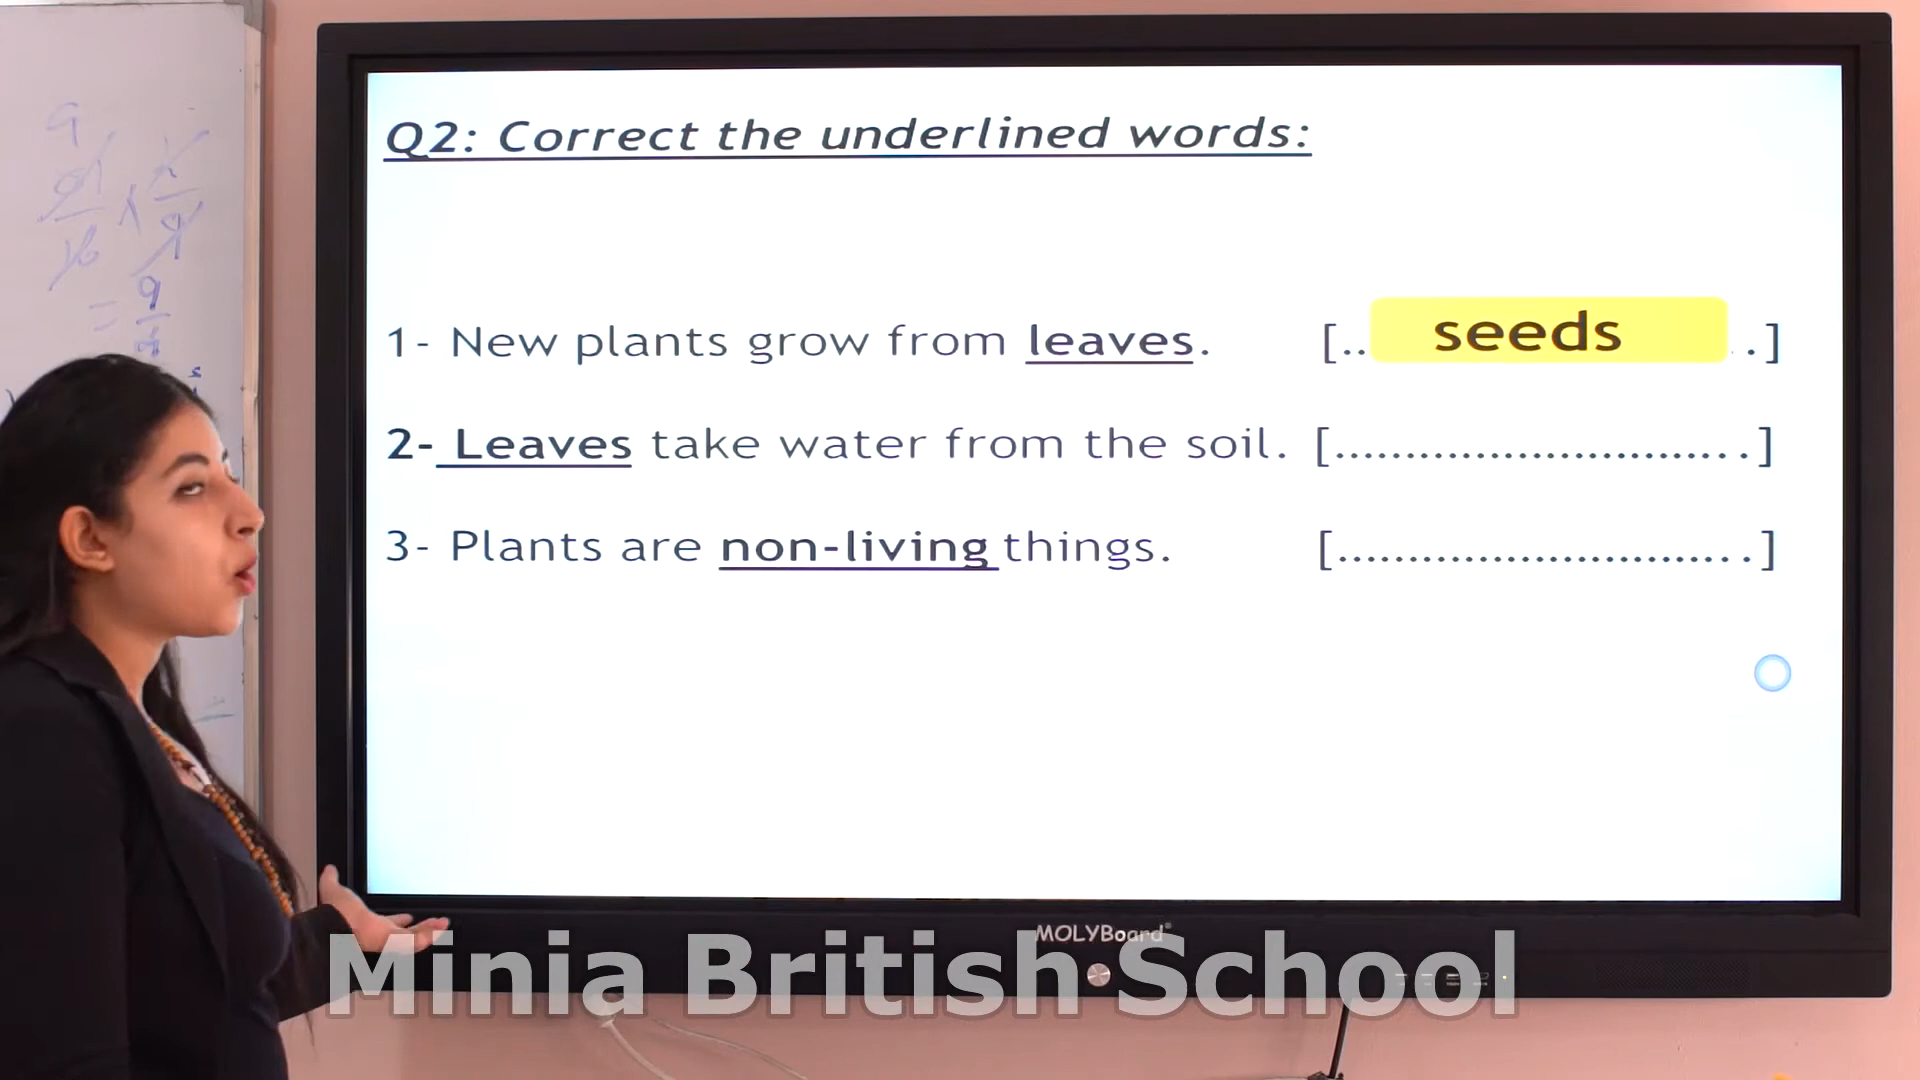 Q2: Correct the underlined words:
1- New plants grow from leaves. [.. seeds . .]
2- Leaves take water from the soil. [............................. .]
3- Plants are non-living things. [............................. .]
MOLYBoard
Minia British School